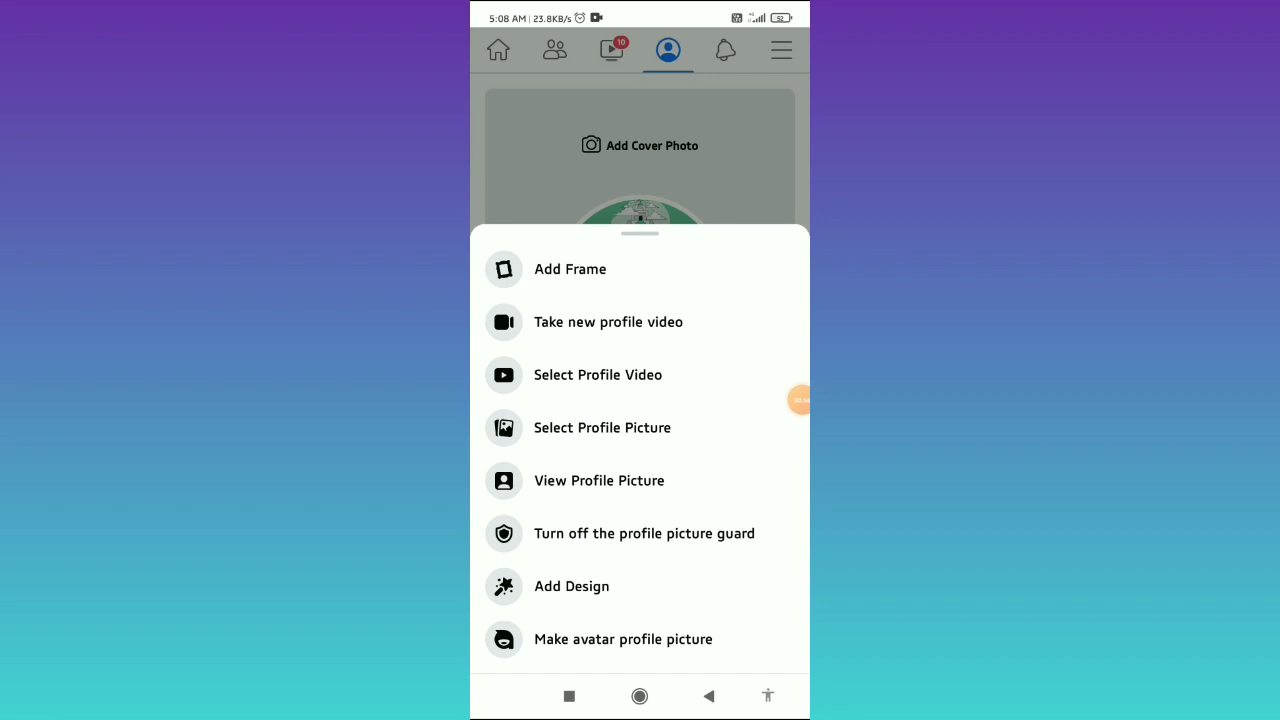 5:08 AM | 23.8KB/s
52
10
Add Cover Photo
Add Frame
Take new profile video
Select Profile Video
Select Profile Picture
View Profile Picture
Turn off the profile picture guard
Add Design
Make avatar profile picture